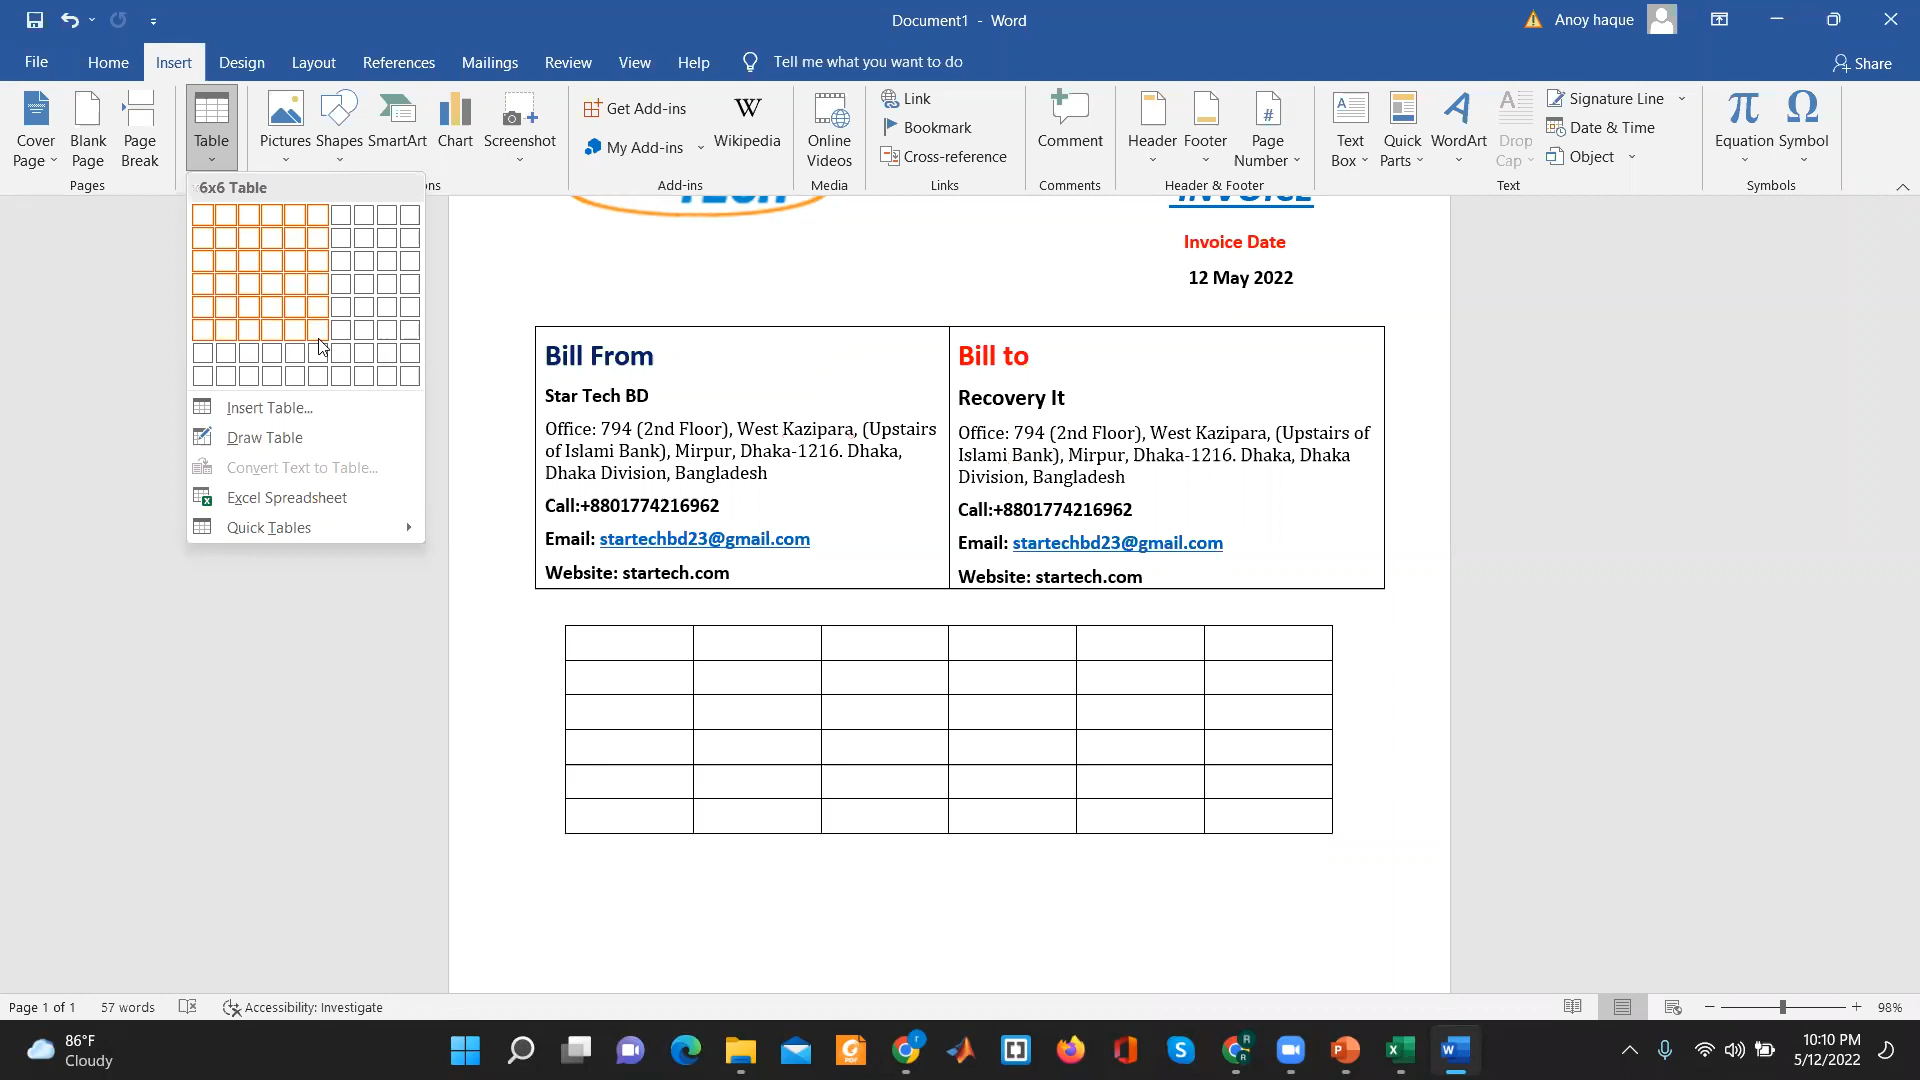 Document1 - Word
Anoy haque
File
Home
Insert
Design
Layout
References
Mailings
Review
View
Help
Tell me what you want to do
Share
Cover Page
Blank Page
Page Break
Table
Pictures
Shapes
SmartArt
Chart
Screenshot
Get Add-ins
My Add-ins
W
Wikipedia
Online Videos
Link
Bookmark
Cross-reference
Comment
Header
Footer
Page Number
Text Box
Quick Parts
WordArt
Drop Cap
Signature Line
Date & Time
Object
Equation
Symbol
Pages
ons
Add-ins
Media
Links
Comments
Header & Footer
Text
Symbols
6x6 Table
Insert Table...
Draw Table
Convert Text to Table...
Excel Spreadsheet
Quick Tables
TECH
INVOICE
Invoice Date
12 May 2022
Bill From
Star Tech BD
Office: 794 (2nd Floor), West Kazipara, (Upstairs
of Islami Bank), Mirpur, Dhaka-1216. Dhaka,
Dhaka Division, Bangladesh
Call:+8801774216962
Email: startechbd23@gmail.com
Website: startech.com
Bill to
Recovery It
Office: 794 (2nd Floor), West Kazipara, (Upstairs of
Islami Bank), Mirpur, Dhaka-1216. Dhaka, Dhaka
Division, Bangladesh
Call:+8801774216962
Email: startechbd23@gmail.com
Website: startech.com
Page 1 of 1
57 words
Accessibility: Investigate
98%
86°F
Cloudy
10:10 PM
5/12/2022